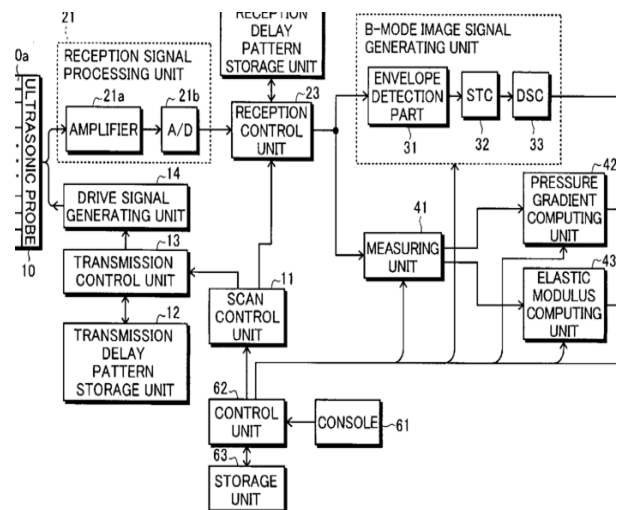 RECEPTION
DELAY
PATTERN
STORAGE UNIT
21
RECEPTION SIGNAL
PROCESSING UNIT
21a
AMPLIFIER
21b
A/D
23
RECEPTION
CONTROL
UNIT
B-MODE IMAGE SIGNAL
GENERATING UNIT
ENVELOPE
DETECTION
PART
31
STC
32
DSC
33
0a
ULTRASONIC PROBE
10
14
DRIVE SIGNAL
GENERATING UNIT
13
TRANSMISSION
CONTROL UNIT
12
TRANSMISSION
DELAY
PATTERN
STORAGE UNIT
11
SCAN
CONTROL
UNIT
41
MEASURING
UNIT
42
PRESSURE
GRADIENT
COMPUTING
UNIT
43
ELASTIC
MODULUS
COMPUTING
UNIT
62
CONTROL
UNIT
CONSOLE
61
63
STORAGE
UNIT